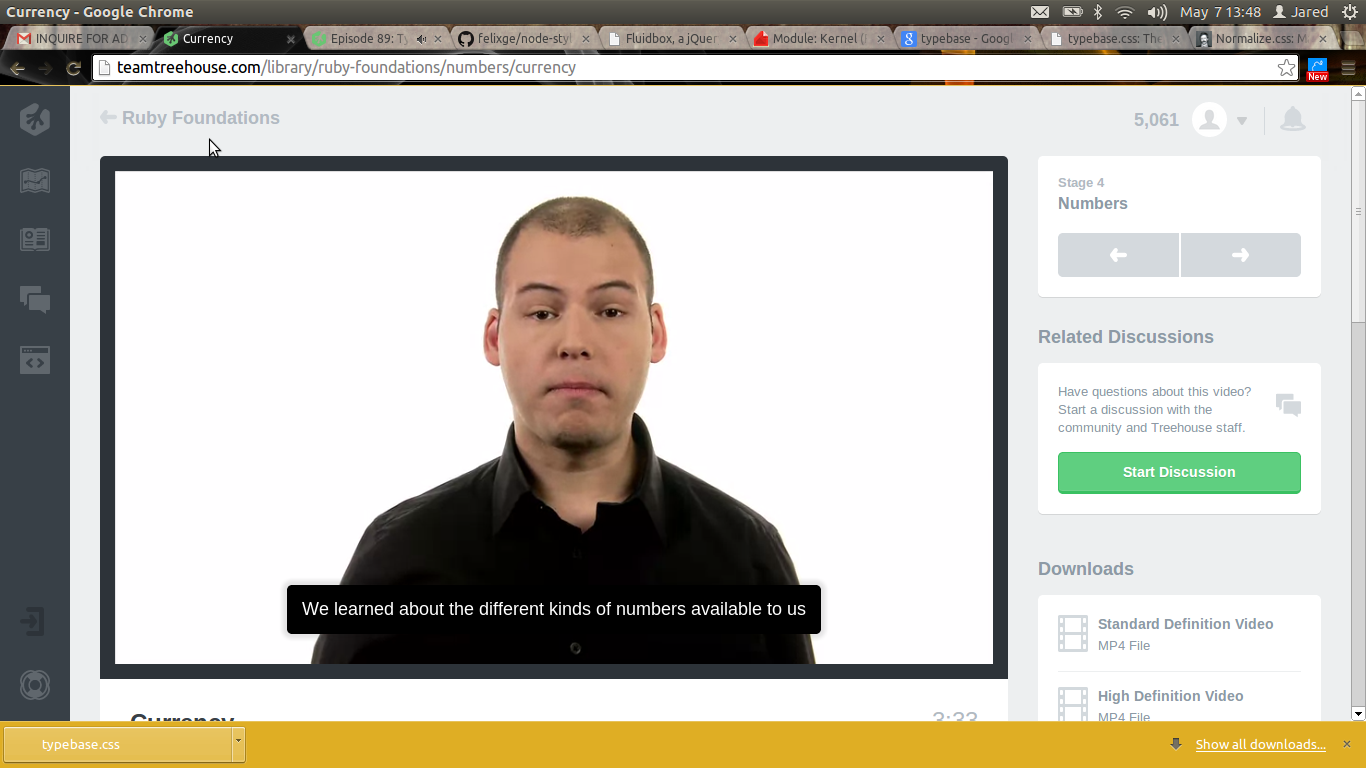 Currency - Google Chrome
May 7 13:48
Jared
INQUIRE FOR AD
Currency
Episode 89: Ty
felixge/node-styl
Fluidbox, a jQuer
Module: Kernel (
typebase - Googl
typebase.css: The
Normalize.css: M
teamtreehouse.com/library/ruby-foundations/numbers/currency
New
Ruby Foundations
5,061
Stage 4
Numbers
Related Discussions
Have questions about this video?
Start a discussion with the
community and Treehouse staff.
Start Discussion
We learned about the different kinds of numbers available to us
Downloads
Standard Definition Video
MP4 File
High Definition Video
MP4 File
Currency
3:33
typebase.css
Show all downloads...